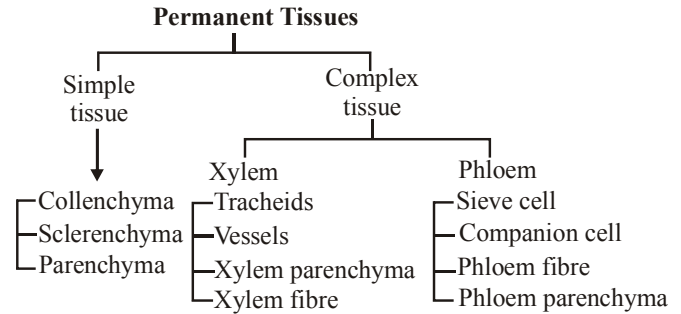 Permanent Tissues
Simple
tissue
Complex
tissue
Collenchyma
Sclerenchyma
Parenchyma
Xylem
Tracheids
Vessels
Xylem parenchyma
Xylem fibre
Phloem
Sieve cell
Companion cell
Phloem fibre
Phloem parenchyma